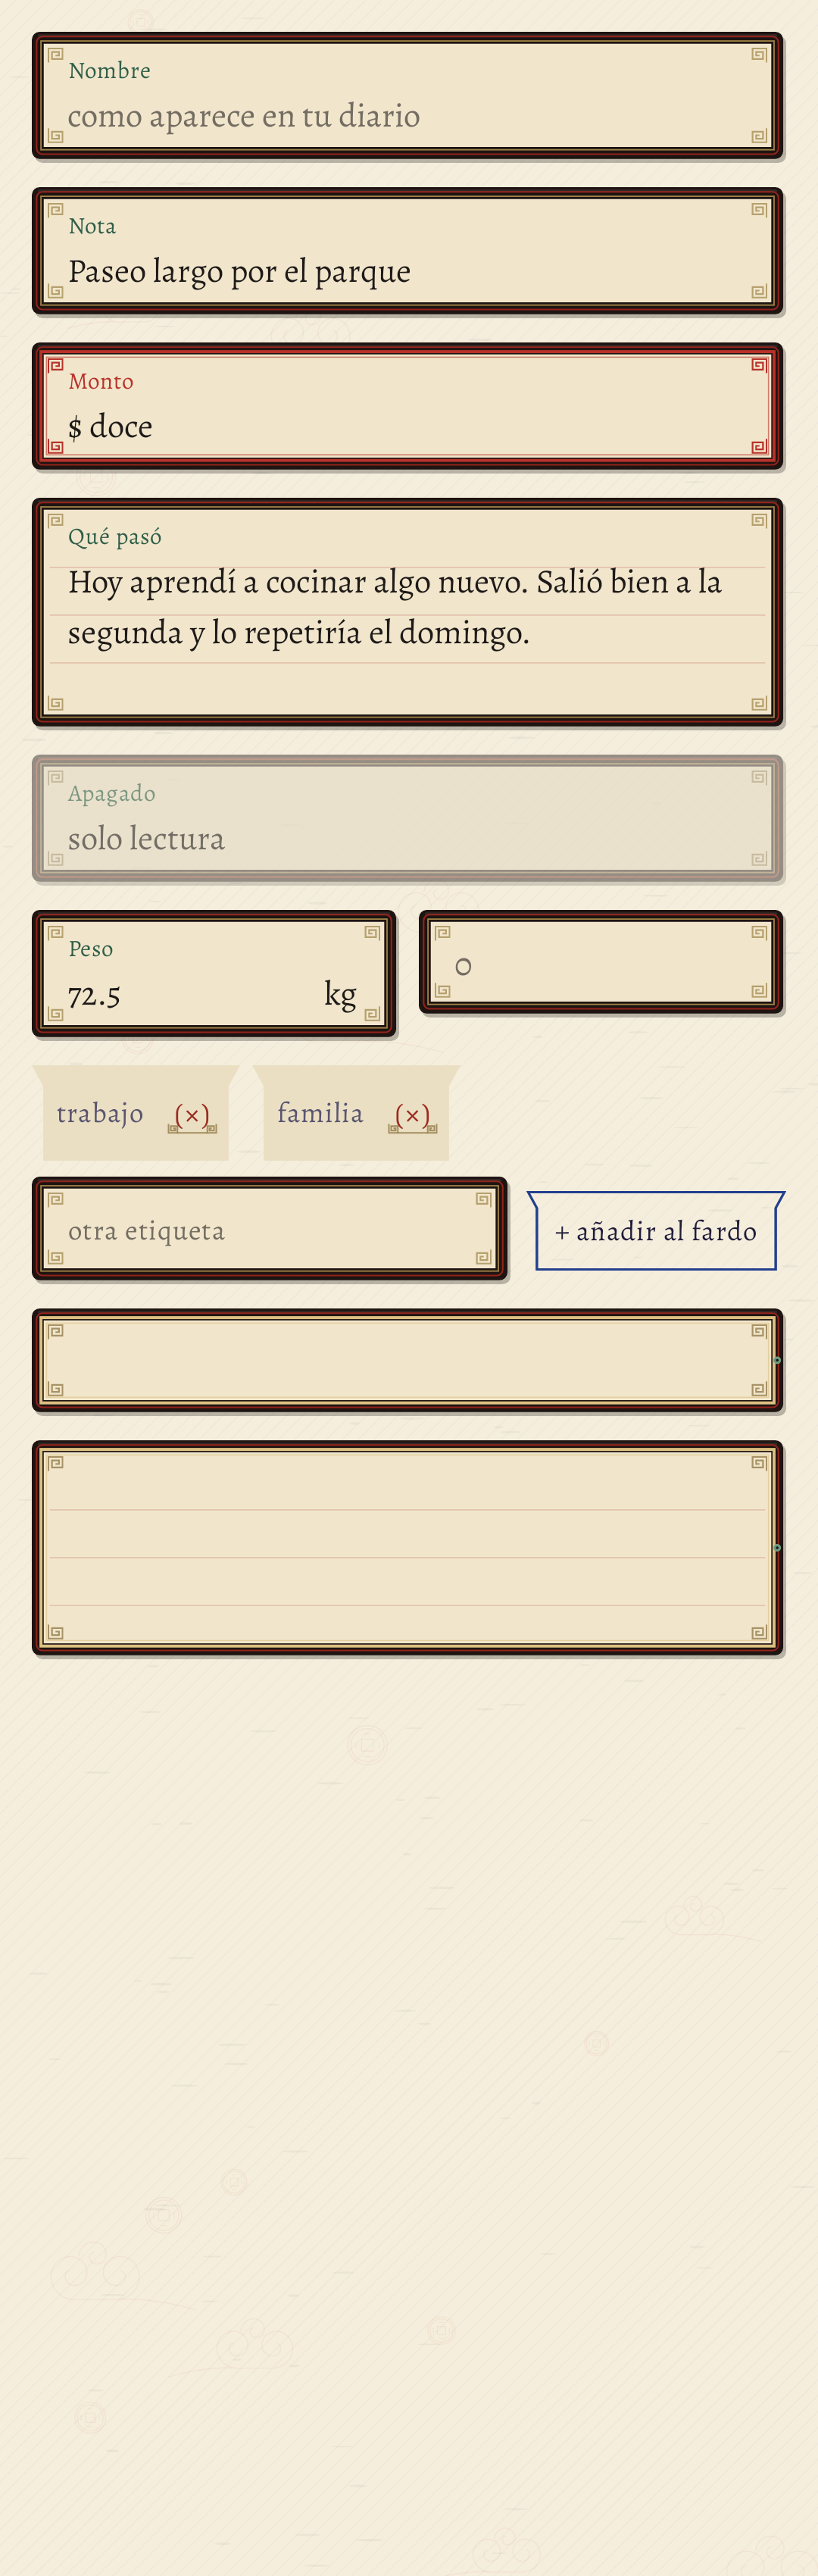 Nombre
como aparece en tu diario
Nota
Paseo largo por el parque
Monto
$ doce
Qué pasó
Hoy aprendí a cocinar algo nuevo. Salió bien a la
segunda y lo repetiría el domingo.
Apagado
solo lectura
Peso
72.5 kg
0
trabajo (×) familia (×)
otra etiqueta
+ añadir al fardo